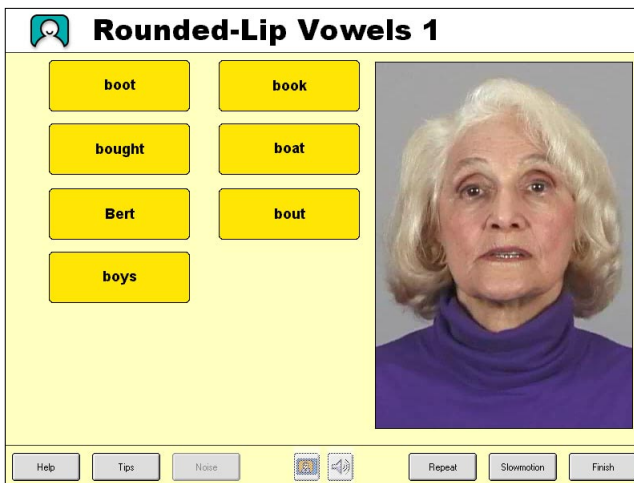 Rounded-Lip Vowels 1
boot book
bought boat
Bert bout
boys
Help Tips Noise Repeat Slowmotion Finish